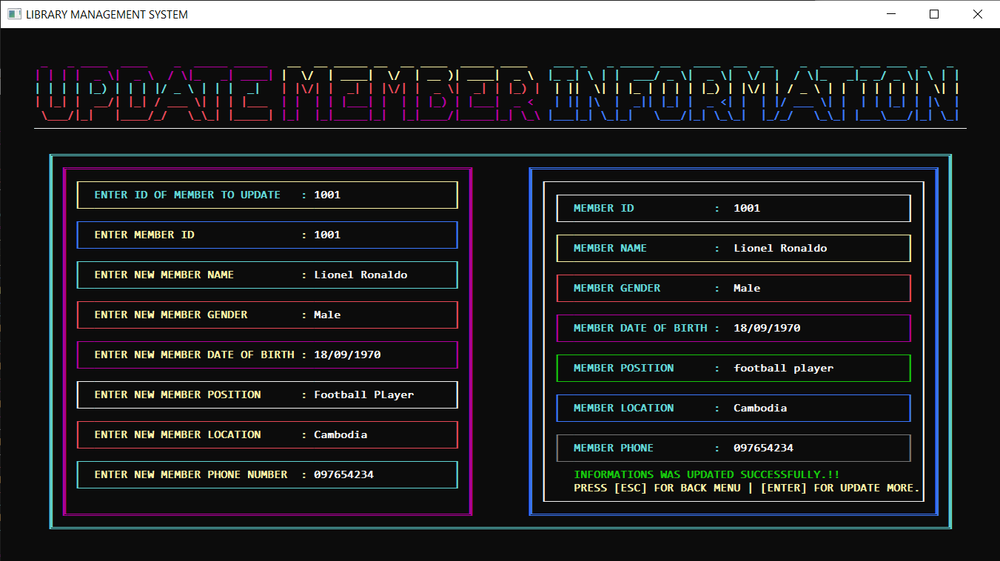 LIBRARY MANAGEMENT SYSTEM
UPDATE MEMBER INFORMATION
ENTER ID OF MEMBER TO UPDATE : 1001
ENTER MEMBER ID : 1001
ENTER NEW MEMBER NAME : Lionel Ronaldo
ENTER NEW MEMBER GENDER : Male
ENTER NEW MEMBER DATE OF BIRTH : 18/09/1970
ENTER NEW MEMBER POSITION : Football PLayer
ENTER NEW MEMBER LOCATION : Cambodia
ENTER NEW MEMBER PHONE NUMBER : 097654234
MEMBER ID : 1001
MEMBER NAME : Lionel Ronaldo
MEMBER GENDER : Male
MEMBER DATE OF BIRTH : 18/09/1970
MEMBER POSITION : football player
MEMBER LOCATION : Cambodia
MEMBER PHONE : 097654234
INFORMATIONS WAS UPDATED SUCCESSFULLY.!!
PRESS [ESC] FOR BACK MENU | [ENTER] FOR UPDATE MORE.